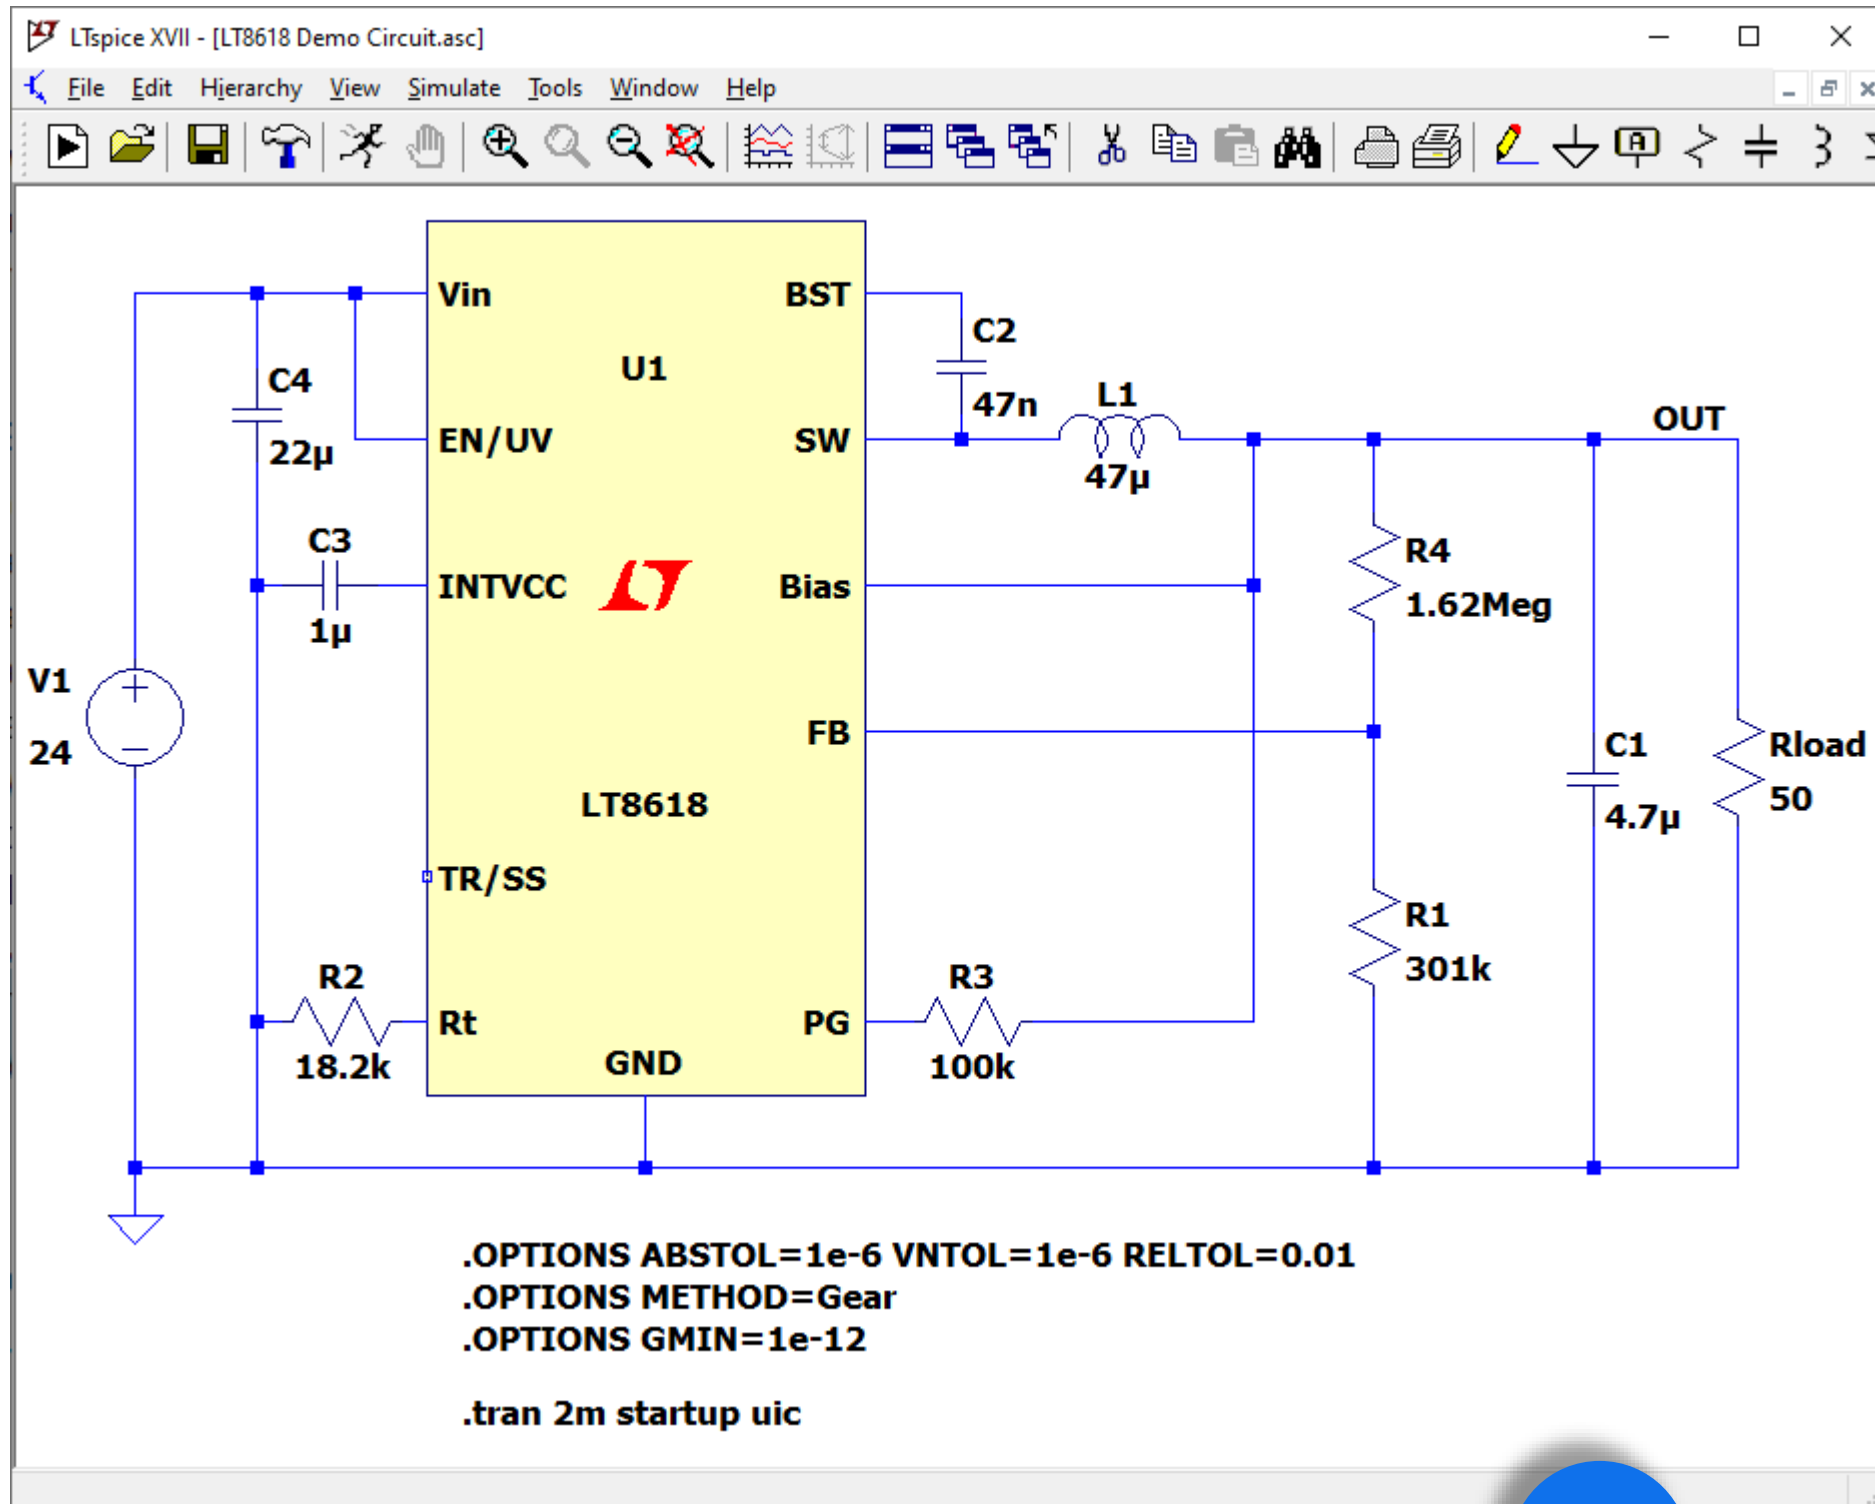 LTspice XVII - [LT8618 Demo Circuit.asc]
File Edit Hierarchy View Simulate Tools Window Help
A
Vin
BST
C2
47n
U1
C4
22µ
L1
47µ
OUT
EN/UV
SW
C3
1µ
INTVCC
LT
Bias
R4
1.62Meg
V1
24
FB
C1
4.7µ
Rload
50
LT8618
TR/SS
R1
301k
R2
18.2k
Rt
PG
R3
100k
GND
.OPTIONS ABSTOL=1e-6 VNTOL=1e-6 RELTOL=0.01
.OPTIONS METHOD=Gear
.OPTIONS GMIN=1e-12
.tran 2m startup uic